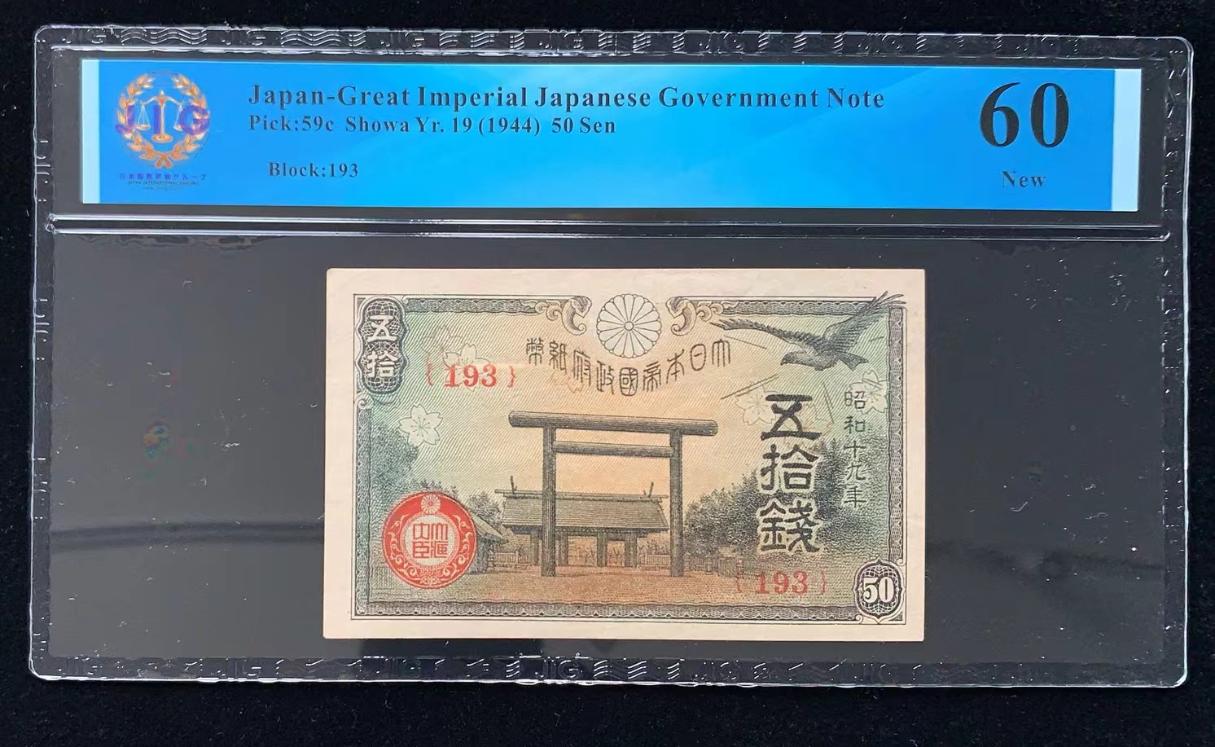 Japan-Great Imperial Japanese Government Note
Pick:59c Showa Yr. 19 (1944) 50 Sen
Block:193
60
New
JIG
五拾
大日本帝國政府紙幣
{193}
昭和十九年
五拾錢
{193}
50